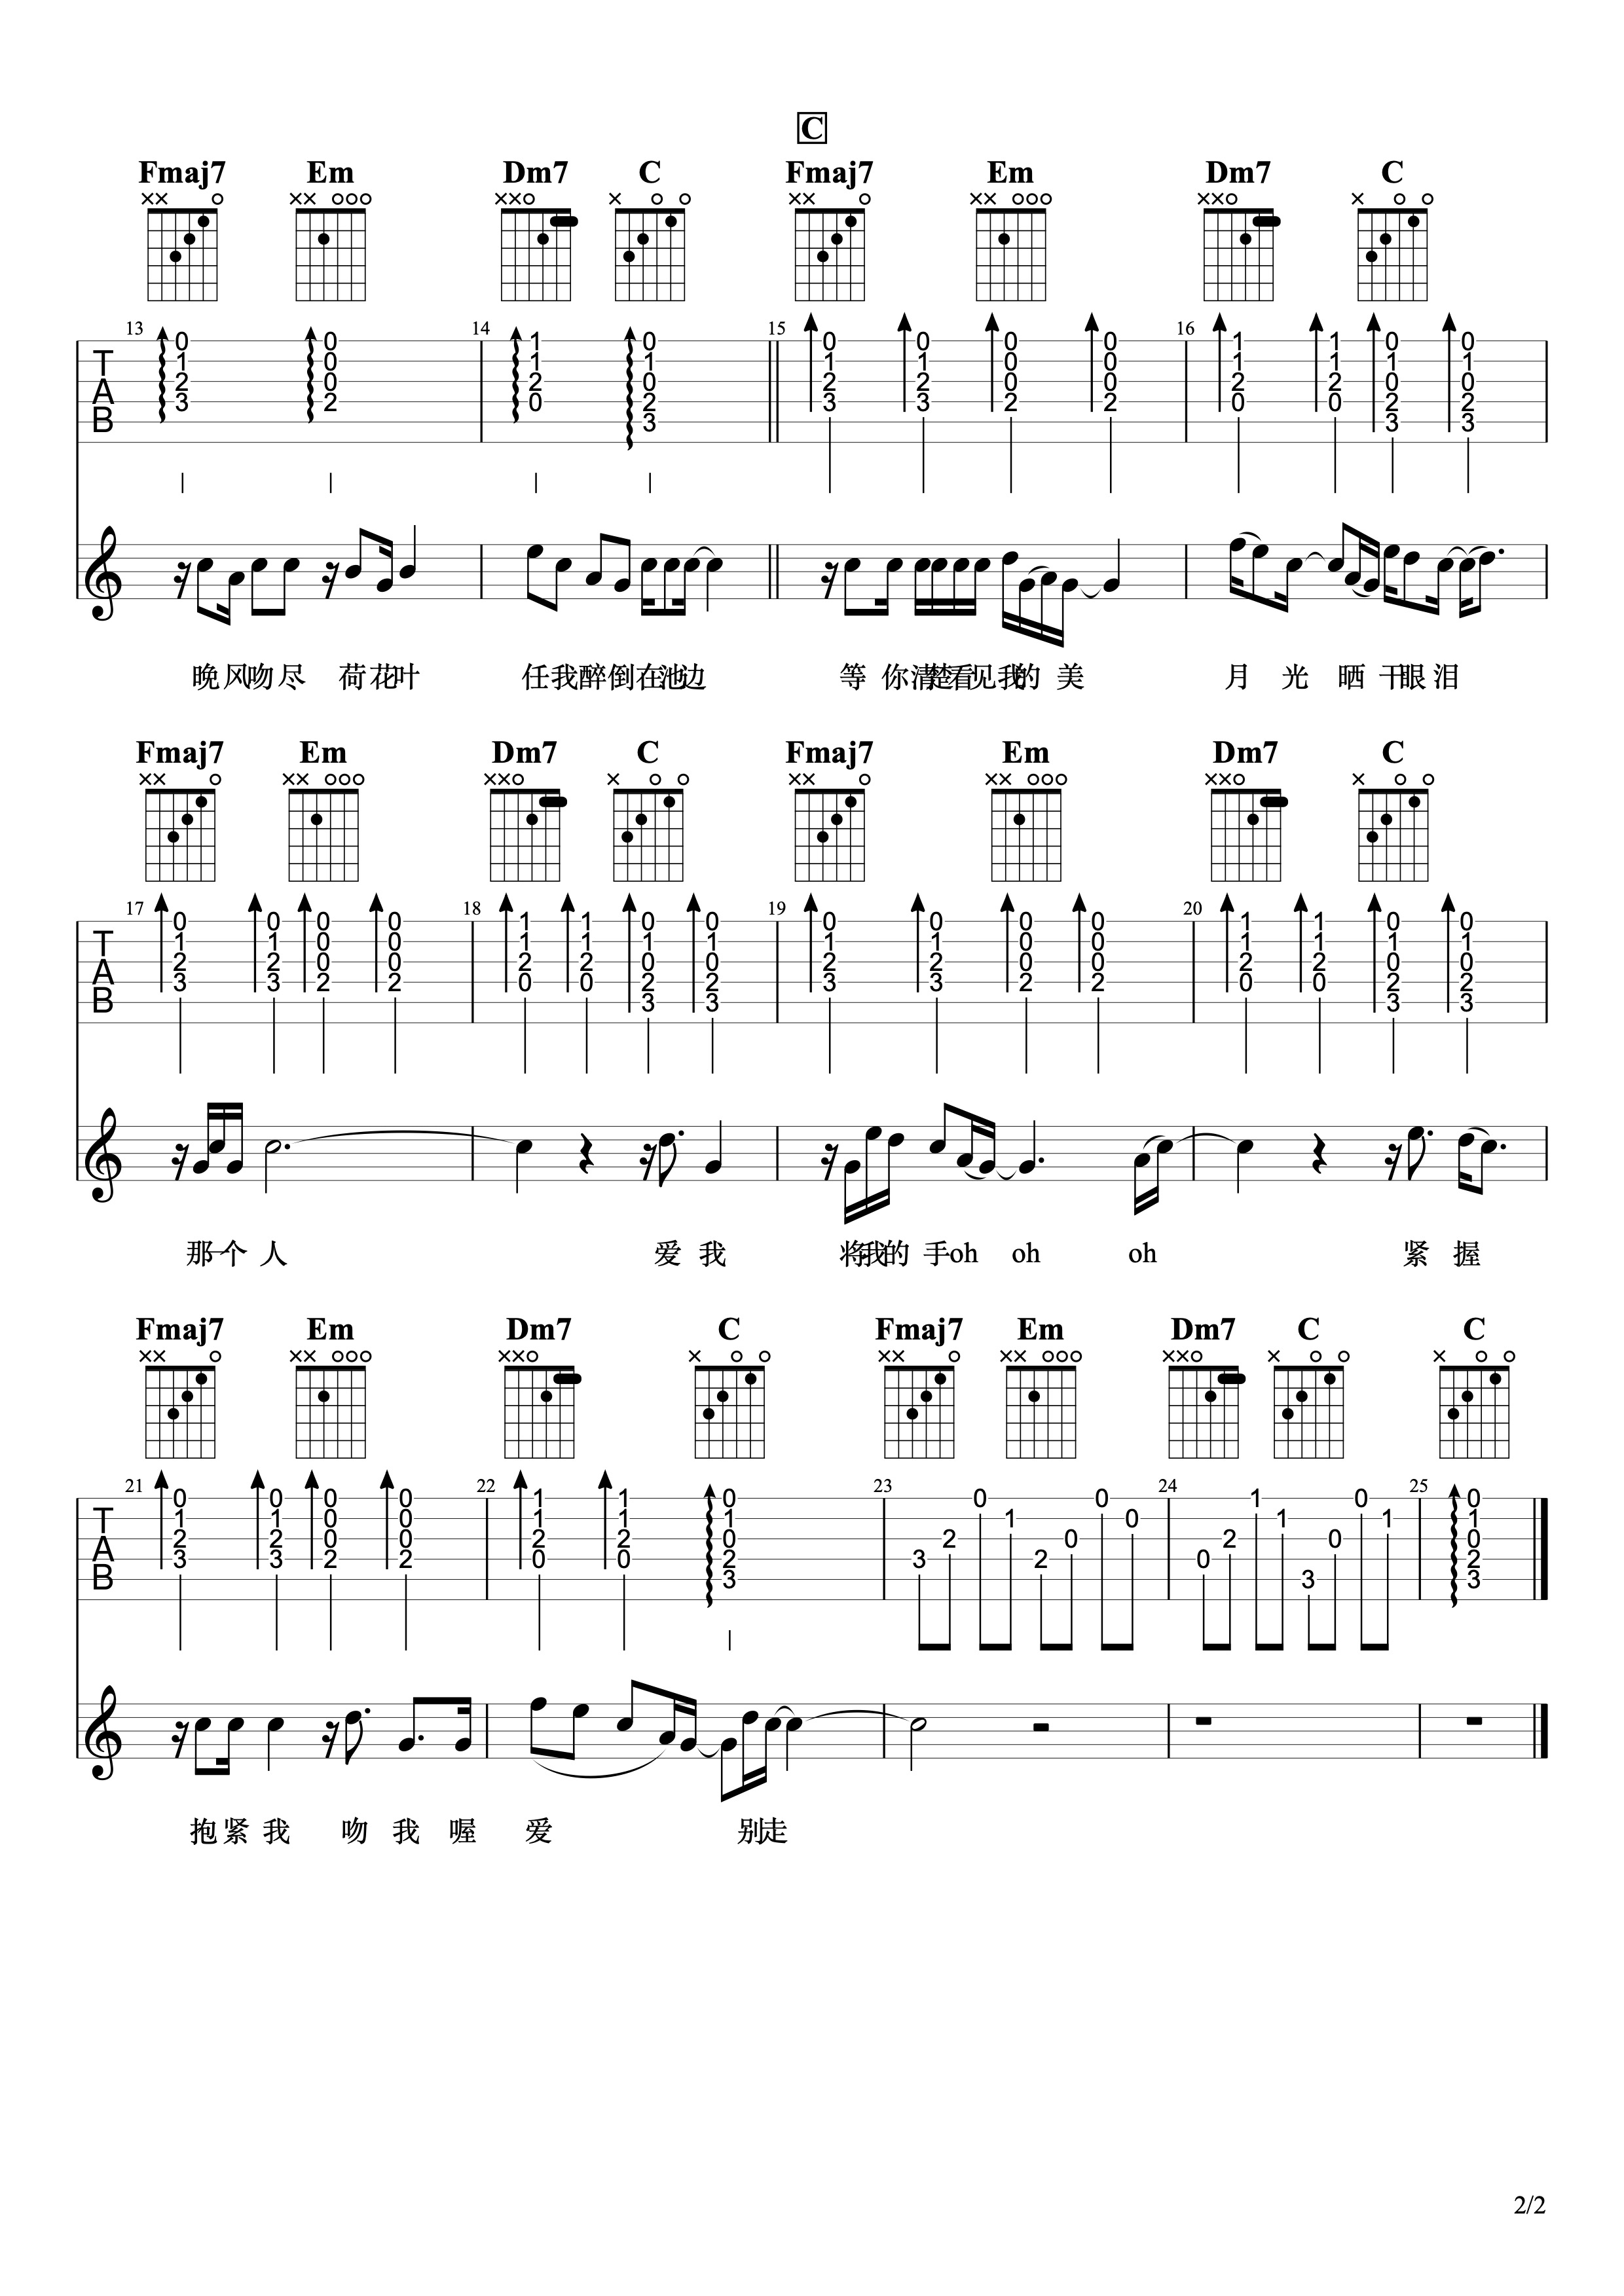 C
Fmaj7 Em Dm7 C Fmaj7 Em Dm7 C
13 14 15 16
T
A
B
晚风吻尽 荷花叶 任我醉倒在池边 等 你清楚看见我的 美 月 光 晒 干眼泪
Fmaj7 Em Dm7 C Fmaj7 Em Dm7 C
17 18 19 20
T
A
B
那一个 人 爱 我 将我的 手oh oh oh 紧 握
Fmaj7 Em Dm7 C Fmaj7 Em Dm7 C C
21 22 23 24 25
T
A
B
抱紧 我 吻 我 喔 爱 别走
2/2